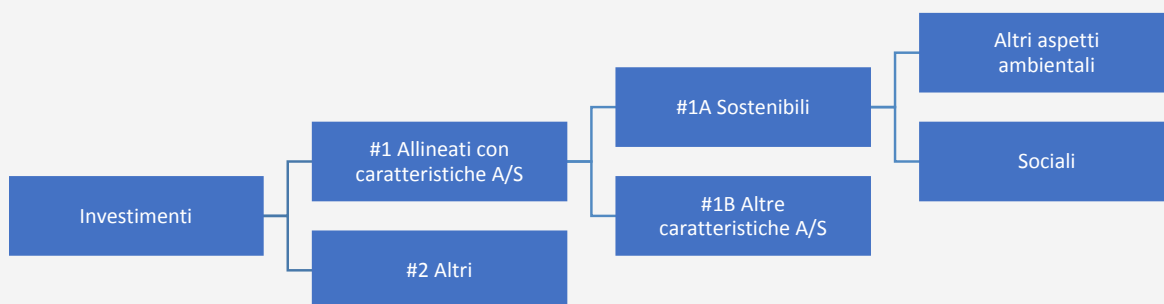 Investimenti
#1 Allineati con
caratteristiche A/S
#2 Altri
#1A Sostenibili
#1B Altre
caratteristiche A/S
Altri aspetti
ambientali
Sociali